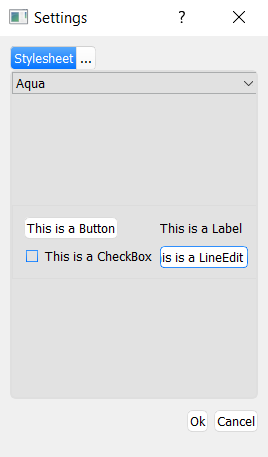 Settings
?
Stylesheet ...
Aqua
This is a Button
This is a Label
This is a CheckBox
is is a LineEdit
Ok
Cancel